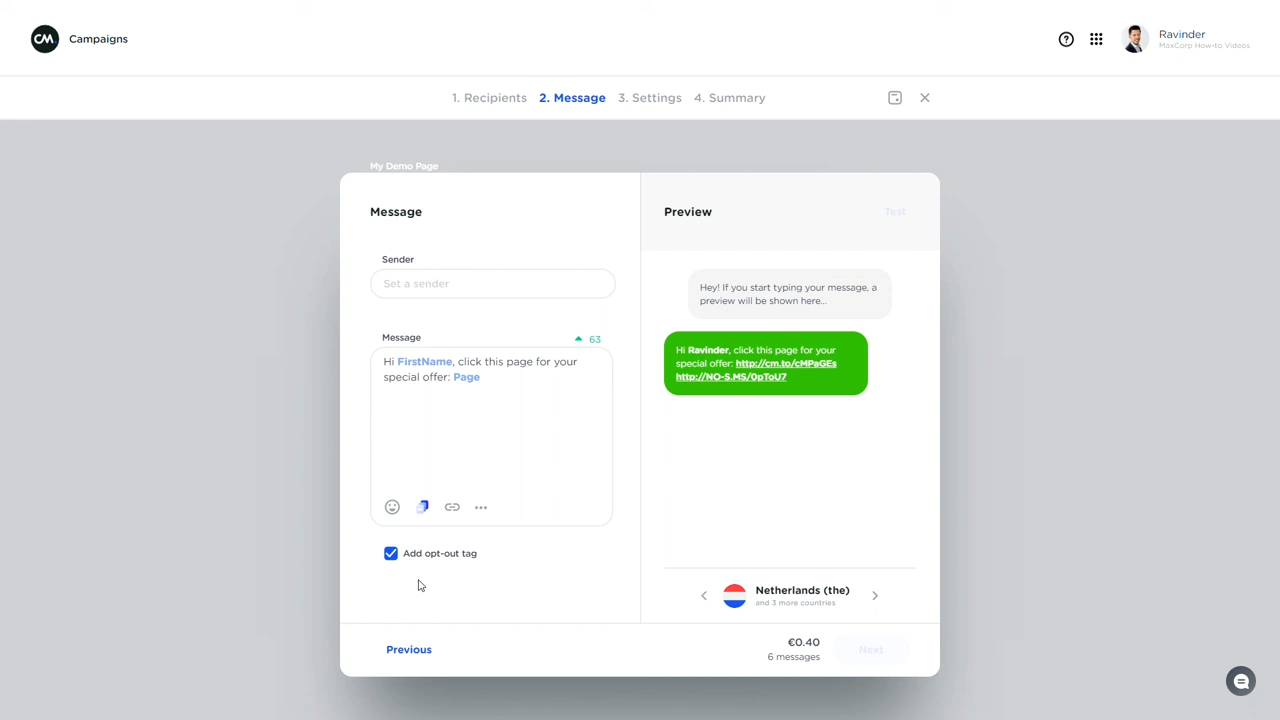 CM.
Campaigns
Ravinder
MaxCorp How-to Videos
1. Recipients
2. Message
3. Settings
4. Summary
My Demo Page
Message
Sender
Set a sender
Message
63
Hi FirstName, click this page for your
special offer: Page
Add opt-out tag
Previous
Preview
Test
Hey! If you start typing your message, a
preview will be shown here...
Hi Ravinder, click this page for your
special offer: http://cm.to/cMPaGEs
http://NO-S.MS/0pToU7
Netherlands (the)
and 3 more countries
€0.40
6 messages
Next